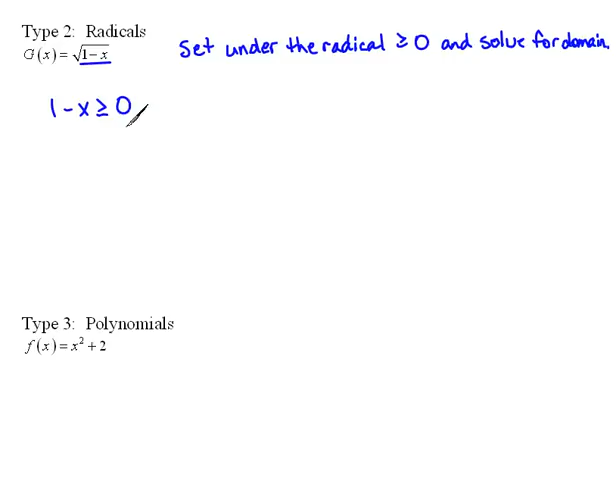 Type 2: Radicals
G(x) = √1−x
Set under the radical ≥ 0 and solve for domain.
1 − x ≥ 0
Type 3: Polynomials
f(x) = x² + 2